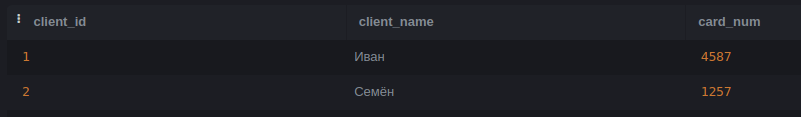 client_id client_name card_num
1 Иван 4587
2 Семён 1257